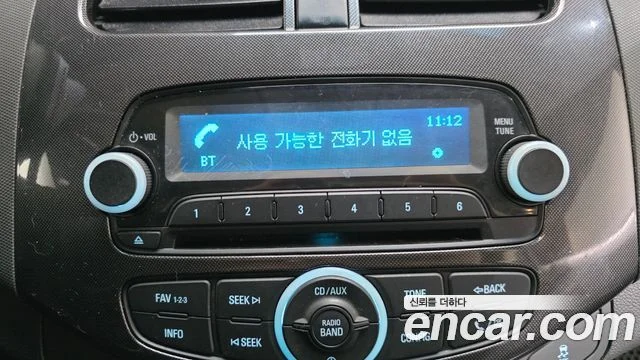 11:12
사용 가능한 전화기 없음
BT
VOL
MENU
TUNE
1 2 3 4 5 6
CD/AUX
FAV 1-2-3
SEEK
TONE
BACK
RADIO
BAND
INFO
SEEK
CONFIG
신뢰를 더하다
encar.com